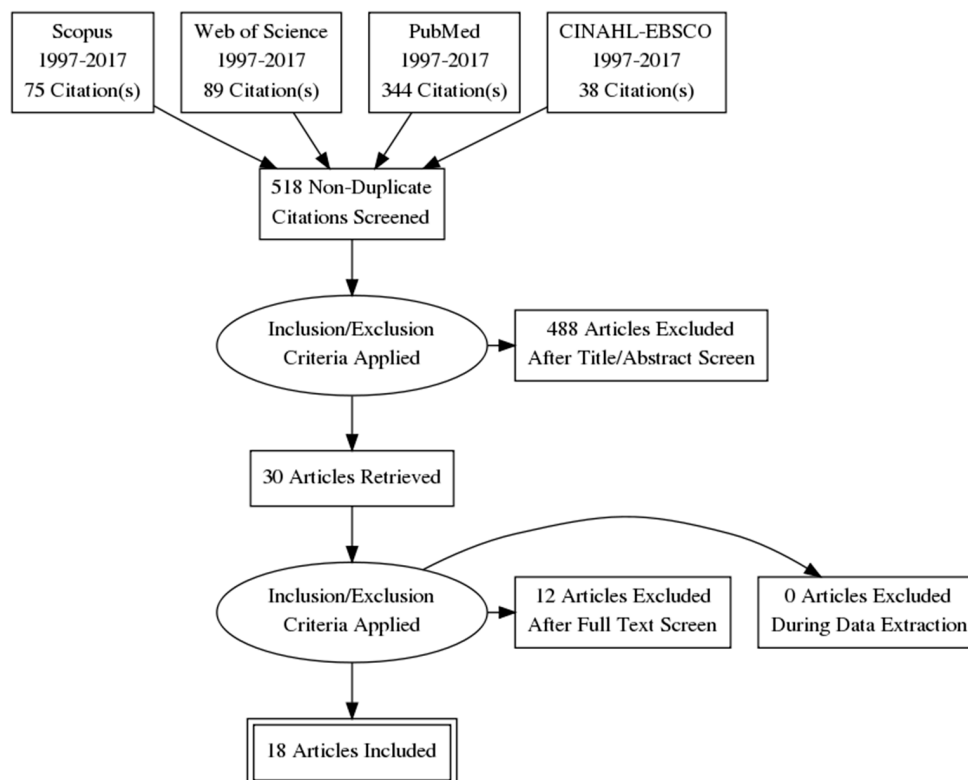 Scopus
1997-2017
75 Citation(s)
Web of Science
1997-2017
89 Citation(s)
PubMed
1997-2017
344 Citation(s)
CINAHL-EBSCO
1997-2017
38 Citation(s)
518 Non-Duplicate
Citations Screened
Inclusion/Exclusion
Criteria Applied
488 Articles Excluded
After Title/Abstract Screen
30 Articles Retrieved
Inclusion/Exclusion
Criteria Applied
12 Articles Excluded
After Full Text Screen
0 Articles Excluded
During Data Extraction
18 Articles Included